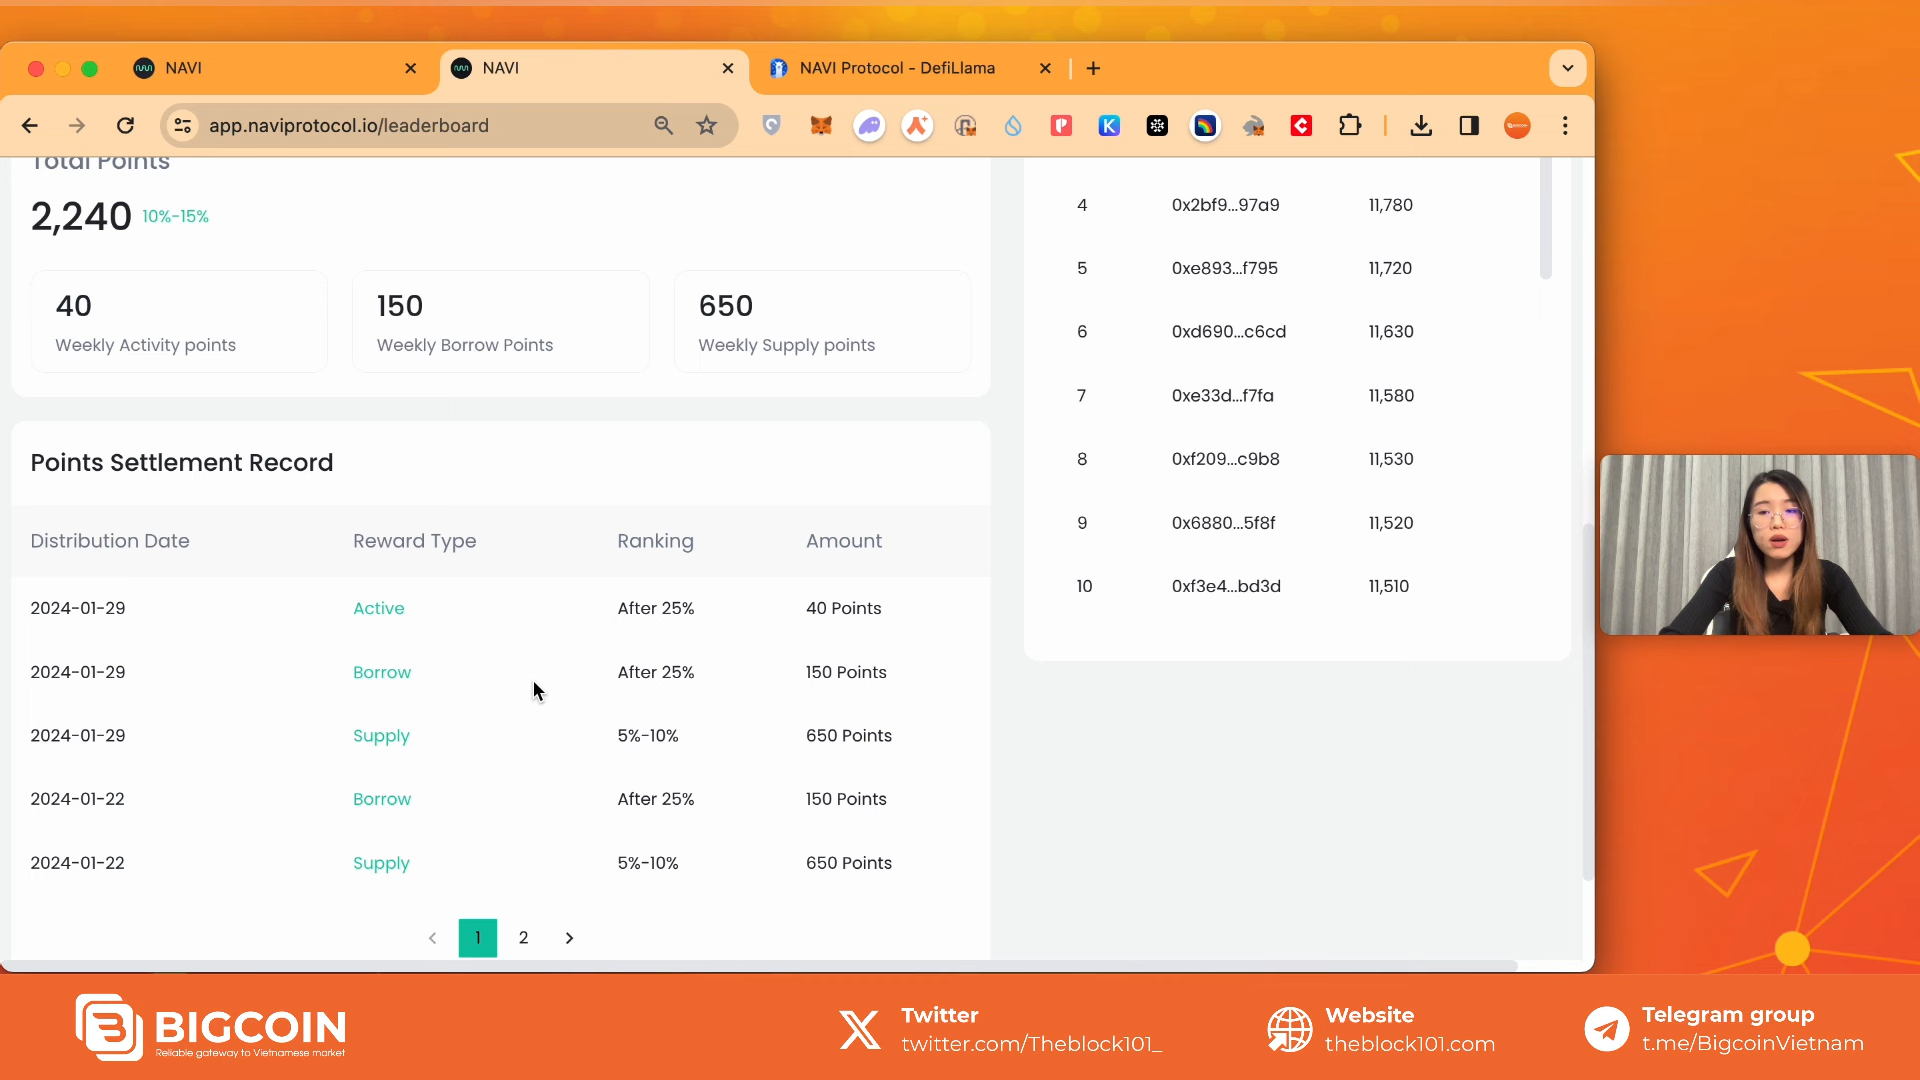 NAVI
NAVI
NAVI Protocol - DefiLlama
app.naviprotocol.io/leaderboard
Total Points
2,240 10%-15%
40
Weekly Activity points
150
Weekly Borrow Points
650
Weekly Supply points
4 0x2bf9...97a9 11,780
5 0xe893...f795 11,720
6 0xd690...c6cd 11,630
7 0xe33d...f7fa 11,580
8 0xf209...c9b8 11,530
9 0x6880...5f8f 11,520
10 0xf3e4...bd3d 11,510
Points Settlement Record
Distribution Date Reward Type Ranking Amount
2024-01-29 Active After 25% 40 Points
2024-01-29 Borrow After 25% 150 Points
2024-01-29 Supply 5%-10% 650 Points
2024-01-22 Borrow After 25% 150 Points
2024-01-22 Supply 5%-10% 650 Points
< 1 2 >
BIGCOIN
Reliable gateway to Vietnamese market
Twitter
twitter.com/Theblock101_
Website
theblock101.com
Telegram group
t.me/BigcoinVietnam